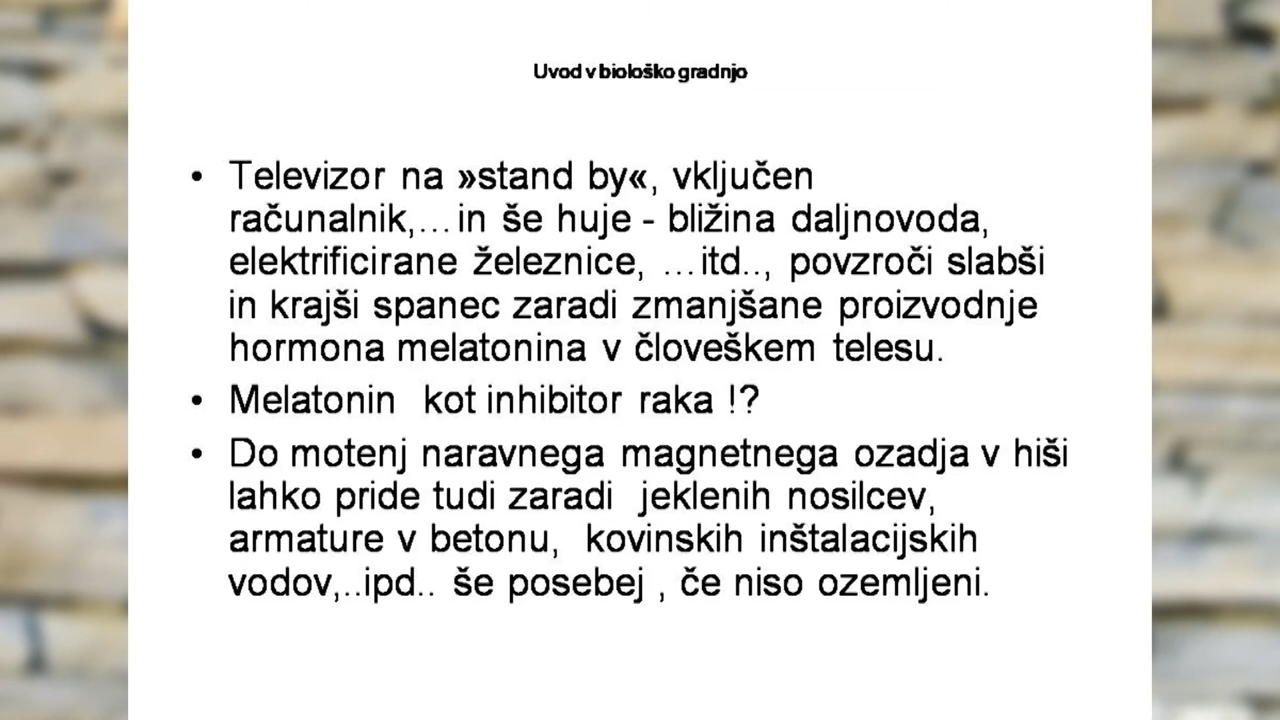 Uvod v biološko gradnjo
• Televizor na »stand by«, vključen
računalnik,...in še huje - bližina daljnovoda,
elektrificirane železnice, ...itd.., povzroči slabši
in krajši spanec zaradi zmanjšane proizvodnje
hormona melatonina v človeškem telesu.
• Melatonin kot inhibitor raka !?
• Do motenj naravnega magnetnega ozadja v hiši
lahko pride tudi zaradi jeklenih nosilcev,
armature v betonu, kovinskih inštalacijskih
vodov,..ipd.. še posebej , če niso ozemljeni.